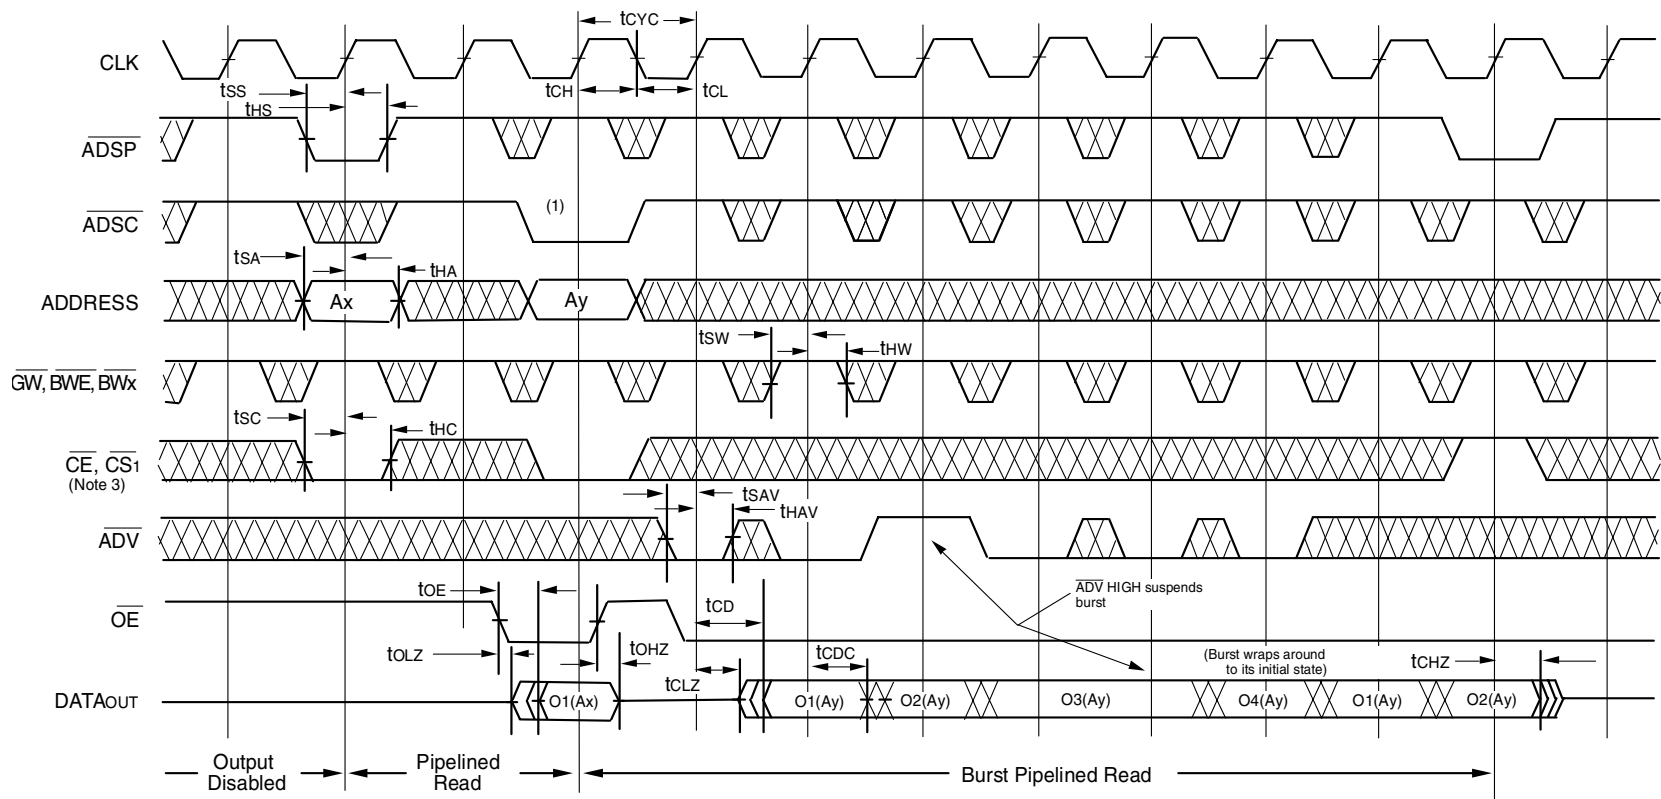 tCYC
CLK
tSS
tHS
tCH
tCL
ADSP
ADSC
(1)
tSA
tHA
ADDRESS
Ax
Ay
tSW
tHW
GW, BWE, BWx
tSC
tHC
CE, CS1
(Note 3)
tSAV
tHAV
ADV
ADV HIGH suspends
burst
tOE
OE
tCD
tOLZ
tOHZ
tCLZ
tCDC
(Burst wraps around
to its initial state)
tCHZ
DATAOUT
O1(Ax)
O1(Ay)
O2(Ay)
O3(Ay)
O4(Ay)
O1(Ay)
O2(Ay)
Output
Disabled
Pipelined
Read
Burst Pipelined Read